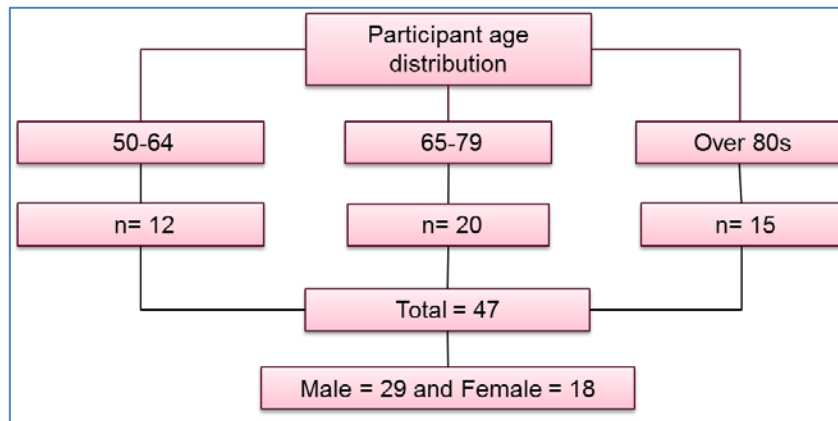 Participant age
distribution
50-64
65-79
Over 80s
n= 12
n= 20
n= 15
Total = 47
Male = 29 and Female = 18